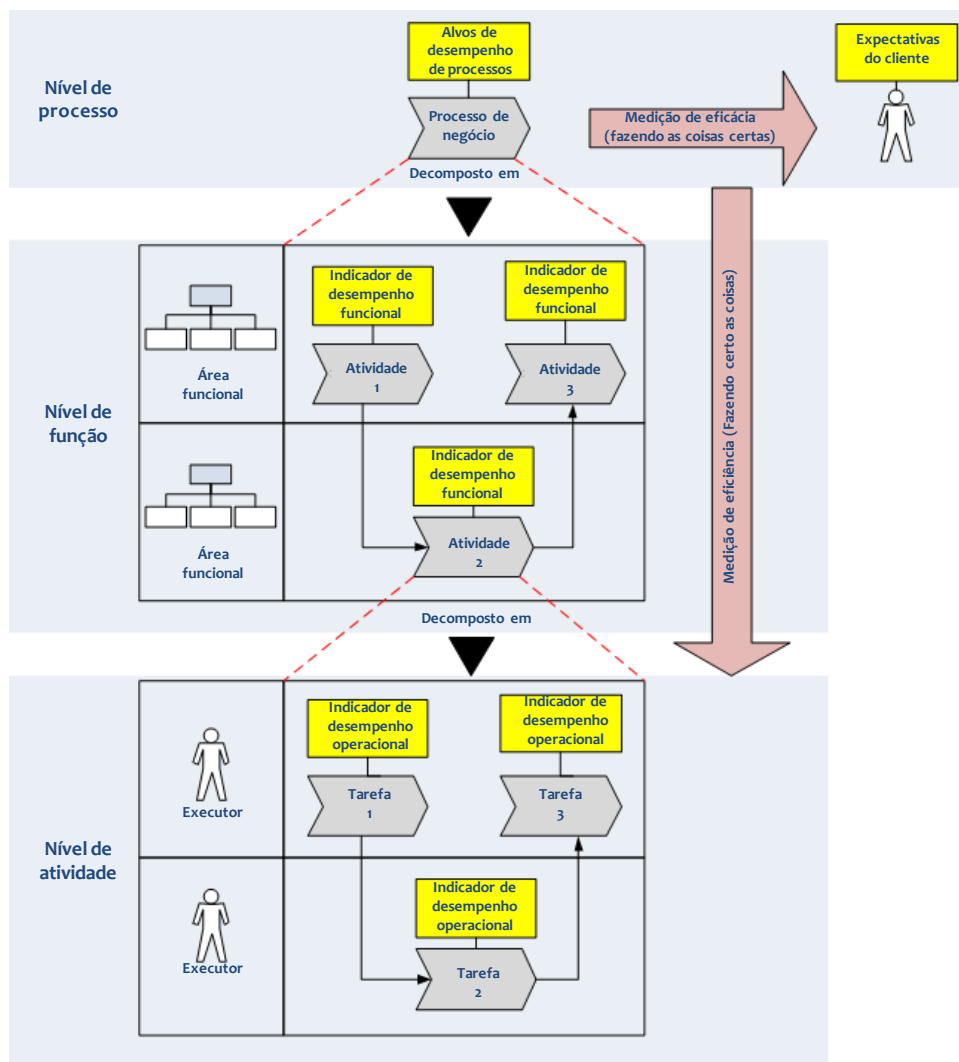 Alvos de
desempenho
de processos
Expectativas
do cliente
Nível de
processo
Processo de
negócio
Medição de eficácia
(fazendo as coisas certas)
Decomposto em
Medição de eficiência (Fazendo certo as coisas)
Indicador de
desempenho
funcional
Indicador de
desempenho
funcional
Área
funcional
Atividade
1
Atividade
3
Nível de
função
Indicador de
desempenho
funcional
Área
funcional
Atividade
2
Decomposto em
Indicador de
desempenho
operacional
Indicador de
desempenho
operacional
Executor
Tarefa
1
Tarefa
3
Nível de
atividade
Indicador de
desempenho
operacional
Executor
Tarefa
2